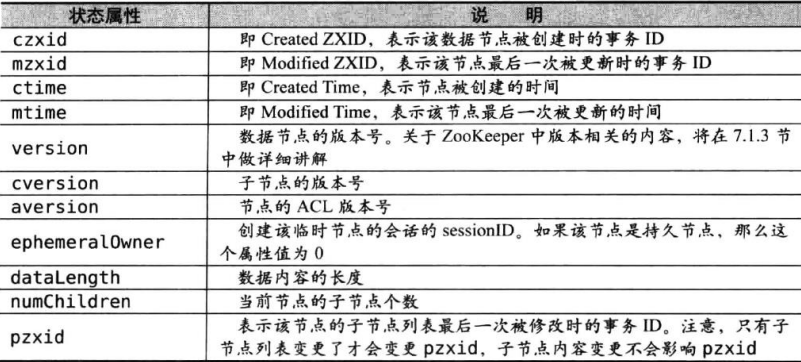 状态属性 说 明
czxid 即 Created ZXID，表示该数据节点被创建时的事务 ID
mzxid 即 Modified ZXID，表示该节点最后一次被更新时的事务 ID
ctime 即 Created Time，表示节点被创建的时间
mtime 即 Modified Time，表示该节点最后一次被更新的时间
version 数据节点的版本号。关于 ZooKeeper 中版本相关的内容，将在 7.1.3 节
中做详细讲解
cversion 子节点的版本号
aversion 节点的 ACL 版本号
ephemeralOwner 创建该临时节点的会话的 sessionID。如果该节点是持久节点，那么这
个属性值为 0
dataLength 数据内容的长度
numChildren 当前节点的子节点个数
pzxid 表示该节点的子节点列表最后一次被修改时的事务 ID。注意，只有子
节点列表变更了才会变更 pzxid，子节点内容变更不会影响 pzxid